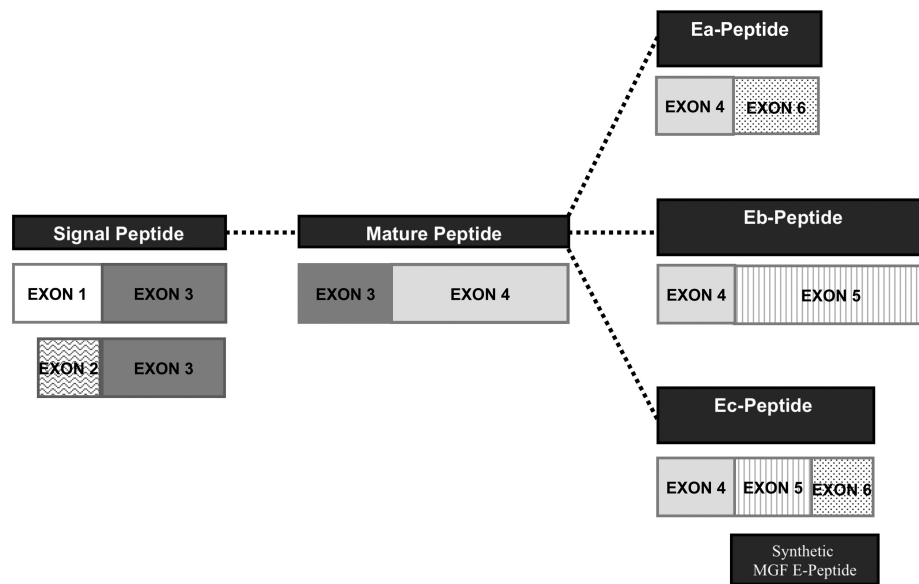 Ea-Peptide
EXON 4 EXON 6
Signal Peptide Mature Peptide Eb-Peptide
EXON 1 EXON 3 EXON 3 EXON 4 EXON 4 EXON 5
EXON 2 EXON 3
Ec-Peptide
EXON 4 EXON 5 EXON 6
Synthetic
MGF E-Peptide